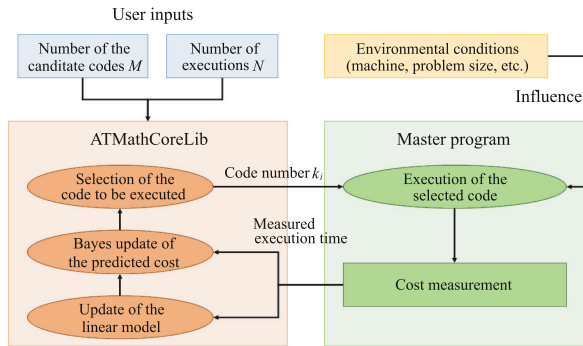 User inputs
Number of the
canditate codes M
Number of
executions N
Environmental conditions
(machine, problem size, etc.)
Influence
ATMathCoreLib
Master program
Selection of the
code to be executed
Code number kᵢ
Execution of the
selected code
Measured
execution time
Bayes update of
the predicted cost
Cost measurement
Update of the
linear model